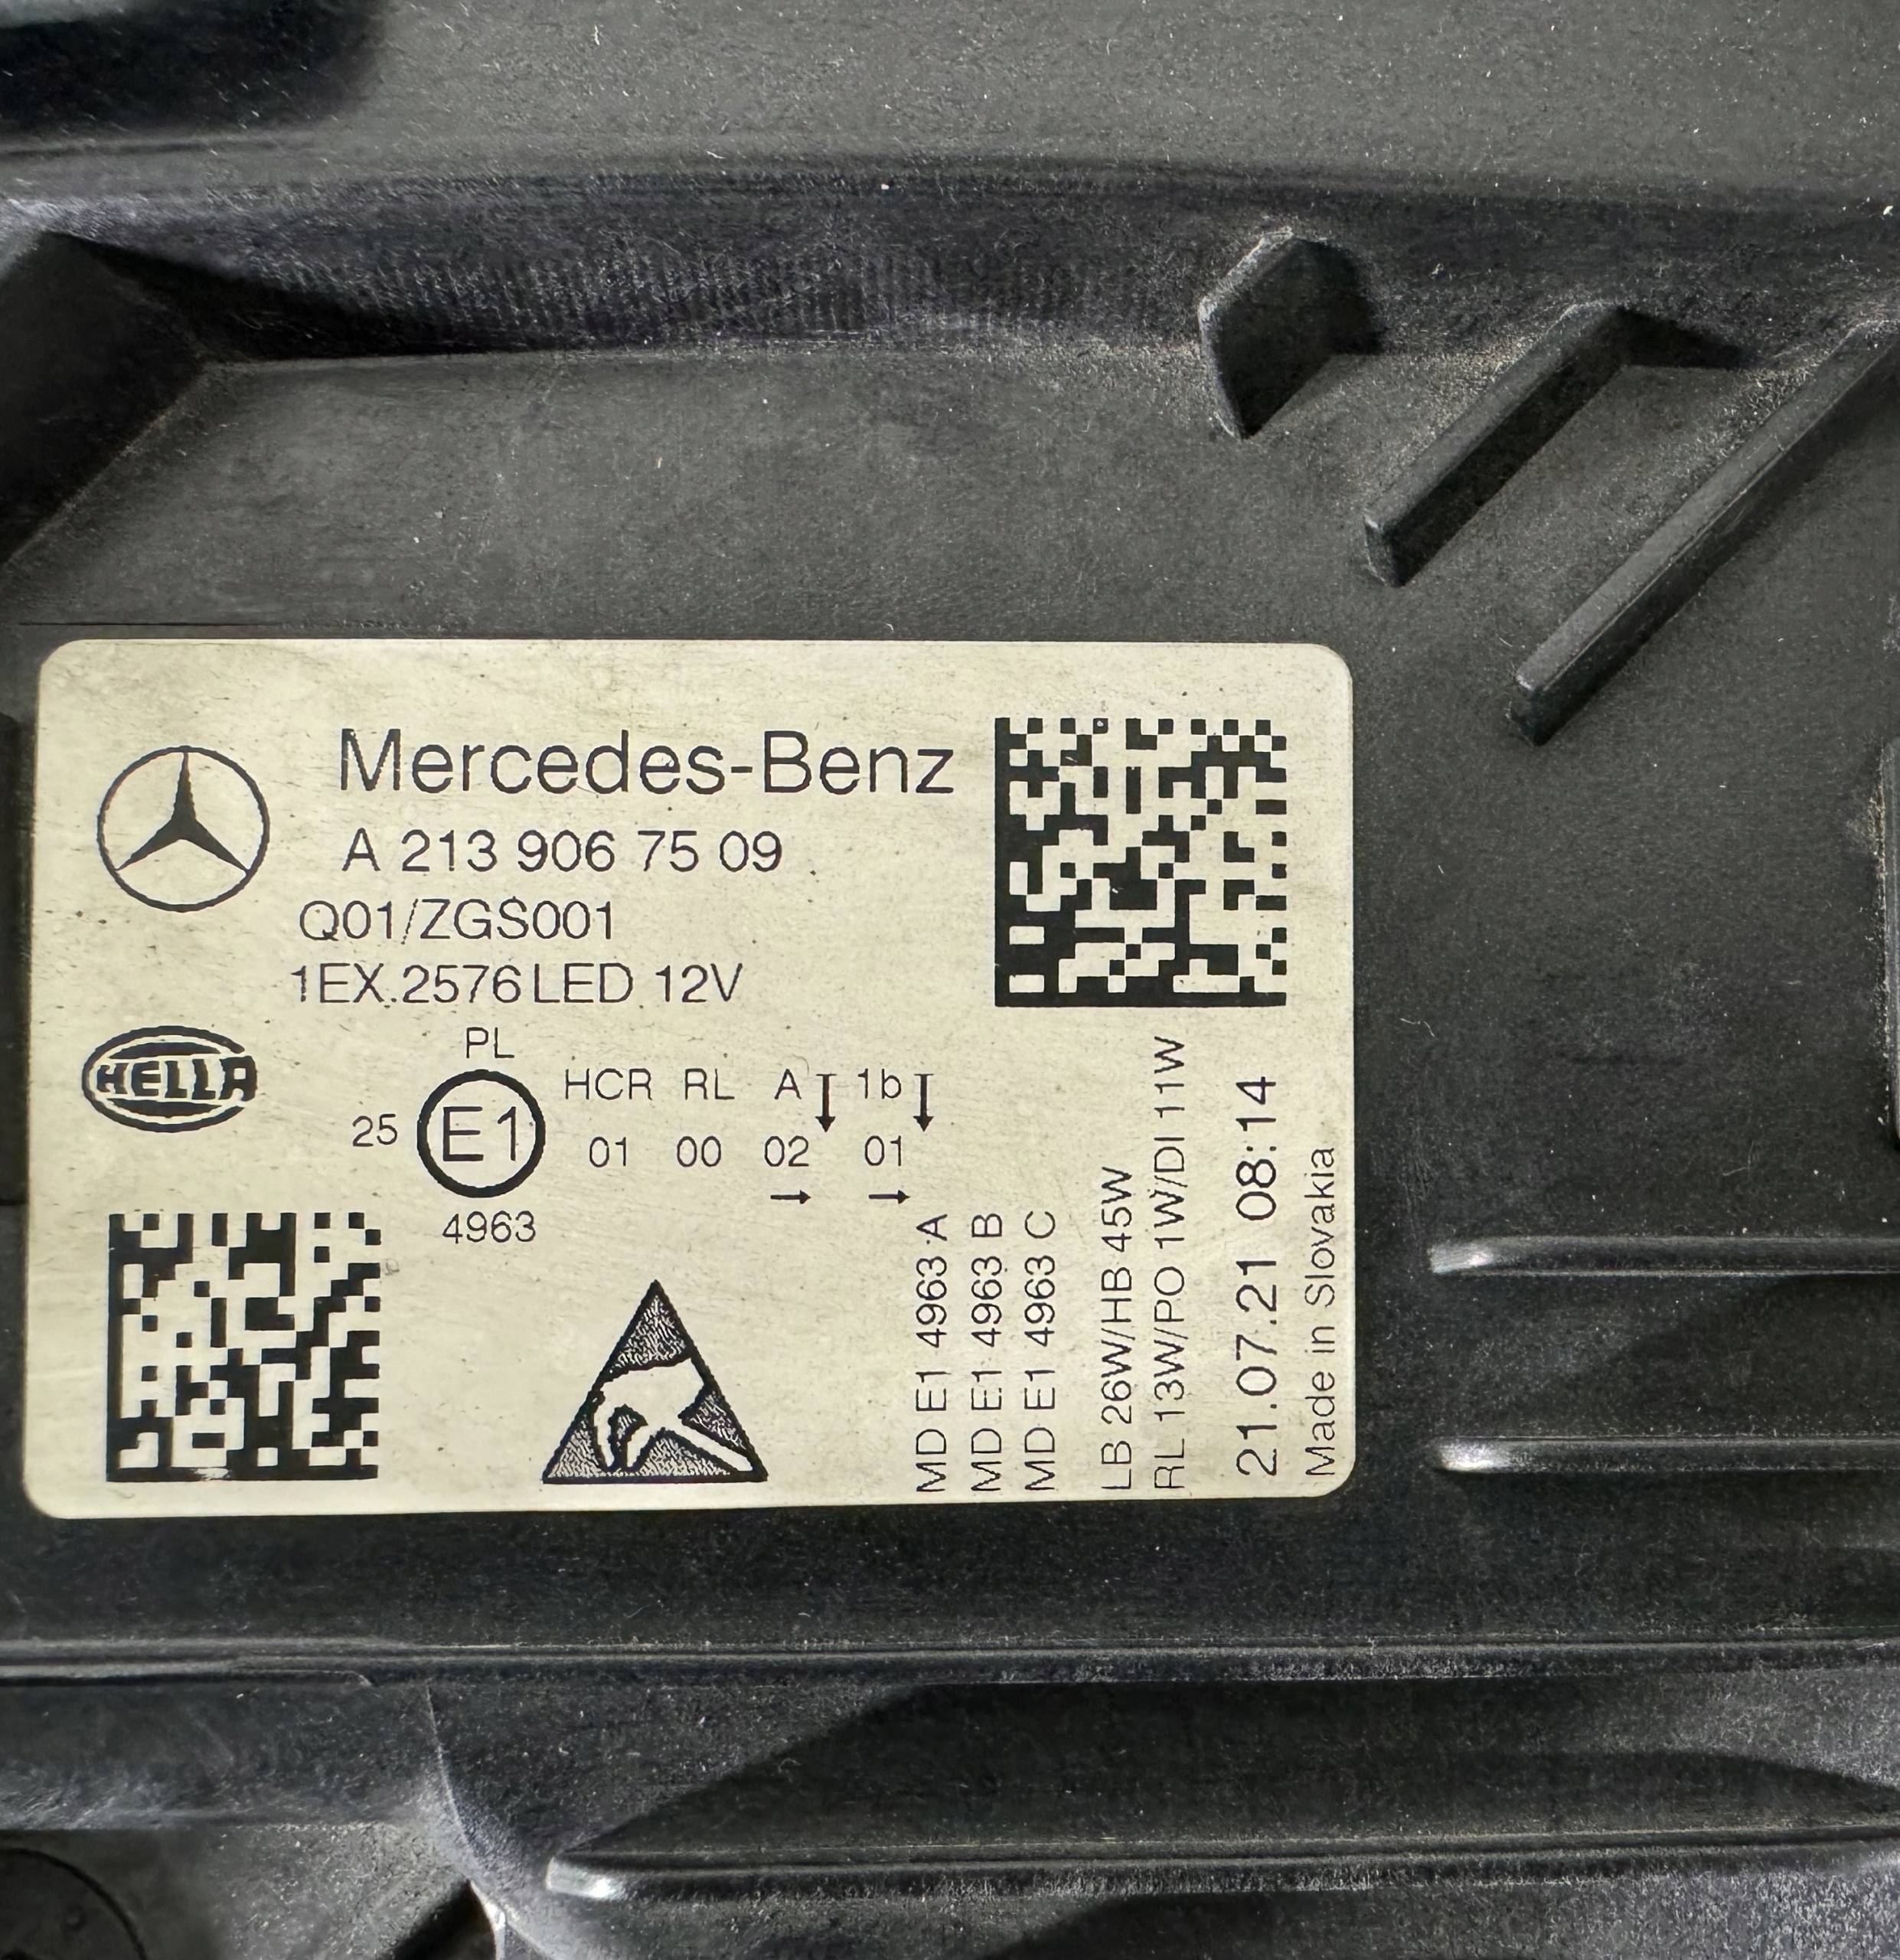 Mercedes-Benz
A 213 906 75 09
Q01/ZGS001
1EX.2576 LED 12V
HELLA
PL
25 E1 HCR RL A 1b
01 00 02 01
4963
MD E1 4963 A
MD E1 4963 B
MD E1 4963 C
LB 26W/HB 45W
RL 13W/PO 1W/DI 11W
21.07.21 08:14
Made in Slovakia